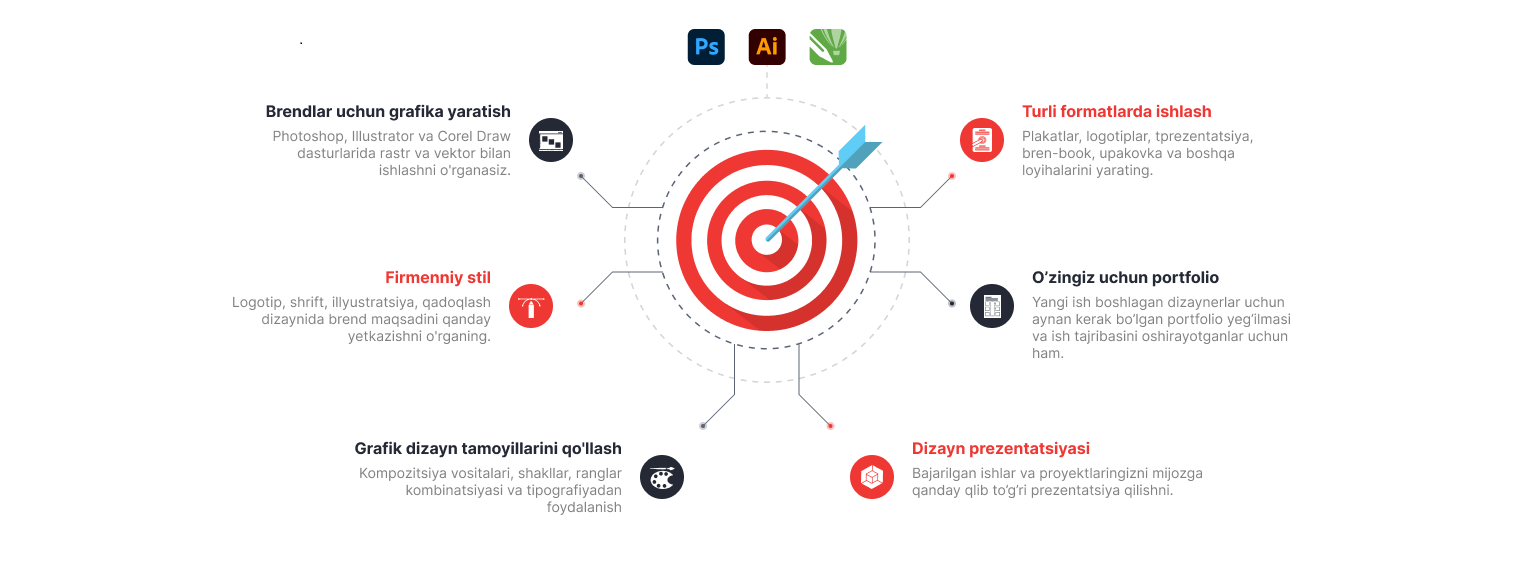 Ps
Ai
Brendlar uchun grafika yaratish
Photoshop, Illustrator va Corel Draw
dasturlarida rastr va vektor bilan
ishlashni o'rganasiz.
Turli formatlarda ishlash
Plakatlar, logotiplar, tprezentatsiya,
bren-book, upakovka va boshqa
loyihalarini yarating.
Firmenniy stil
Logotip, shrift, illyustratsiya, qadoqlash
dizaynida brend maqsadini qanday
yetkazishni o'rganing.
O’zingiz uchun portfolio
Yangi ish boshlagan dizaynerlar uchun
aynan kerak bo’lgan portfolio yeg’ilmasi
va ish tajribasini oshirayotganlar uchun
ham.
Grafik dizayn tamoyillarini qo'llash
Kompozitsiya vositalari, shakllar, ranglar
kombinatsiyasi va tipografiyadan
foydalanish
Dizayn prezentatsiyasi
Bajarilgan ishlar va proyektlaringizni mijozga
qanday qlib to’g’ri prezentatsiya qilishni.